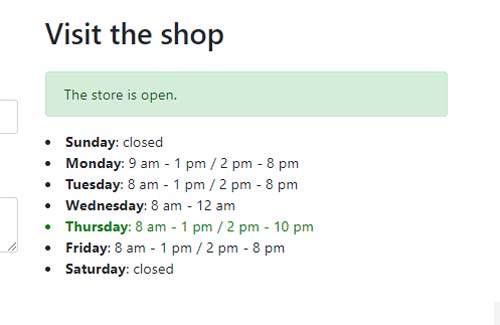 Visit the shop
The store is open.
Sunday: closed
Monday: 9 am - 1 pm / 2 pm - 8 pm
Tuesday: 8 am - 1 pm / 2 pm - 8 pm
Wednesday: 8 am - 12 am
Thursday: 8 am - 1 pm / 2 pm - 10 pm
Friday: 8 am - 1 pm / 2 pm - 8 pm
Saturday: closed